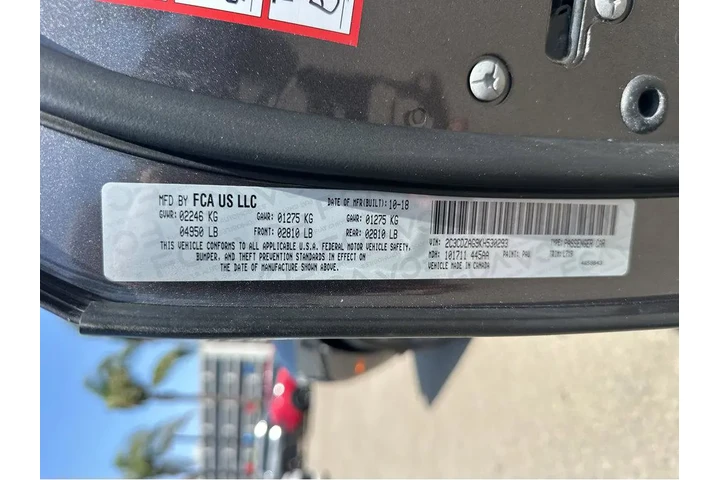 MFD BY FCA US LLC
DATE OF MFR(BUILT): 10-18
GVWR: 02246 KG GAWR: 01275 KG GAWR: 01275 KG
04950 LB FRONT: 02810 LB REAR: 02810 LB
THIS VEHICLE CONFORMS TO ALL APPLICABLE U.S.A. FEDERAL MOTOR VEHICLE SAFETY,
BUMPER, AND THEFT PREVENTION STANDARDS IN EFFECT ON
THE DATE OF MANUFACTURE SHOWN ABOVE.
VIN: 2C3CDZAG9KH530293 TYPE: PASSENGER CAR
MDH: 101711 445AA PAINT: PAU TRIM:
VEHICLE MADE IN CANADA